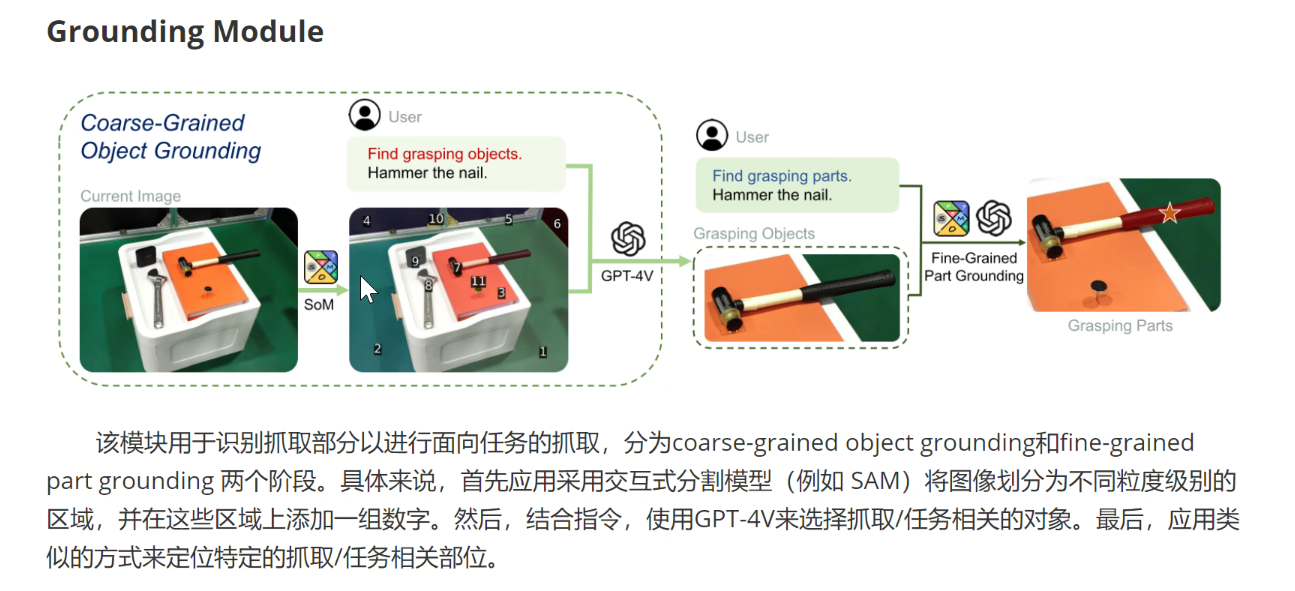 Grounding Module
Coarse-Grained
Object Grounding
User
Find grasping objects.
Hammer the nail.
Current Image
4
10
5
6
9
7
8
11
3
2
1
SoM
GPT-4V
User
Find grasping parts.
Hammer the nail.
Grasping Objects
Fine-Grained
Part Grounding
Grasping Parts
该模块用于识别抓取部分以进行面向任务的抓取，分为coarse-grained object grounding和fine-grained
part grounding 两个阶段。具体来说，首先应用采用交互式分割模型（例如 SAM）将图像划分为不同粒度级别的
区域，并在这些区域上添加一组数字。然后，结合指令，使用GPT-4V来选择抓取/任务相关的对象。最后，应用类
似的方式来定位特定的抓取/任务相关部位。